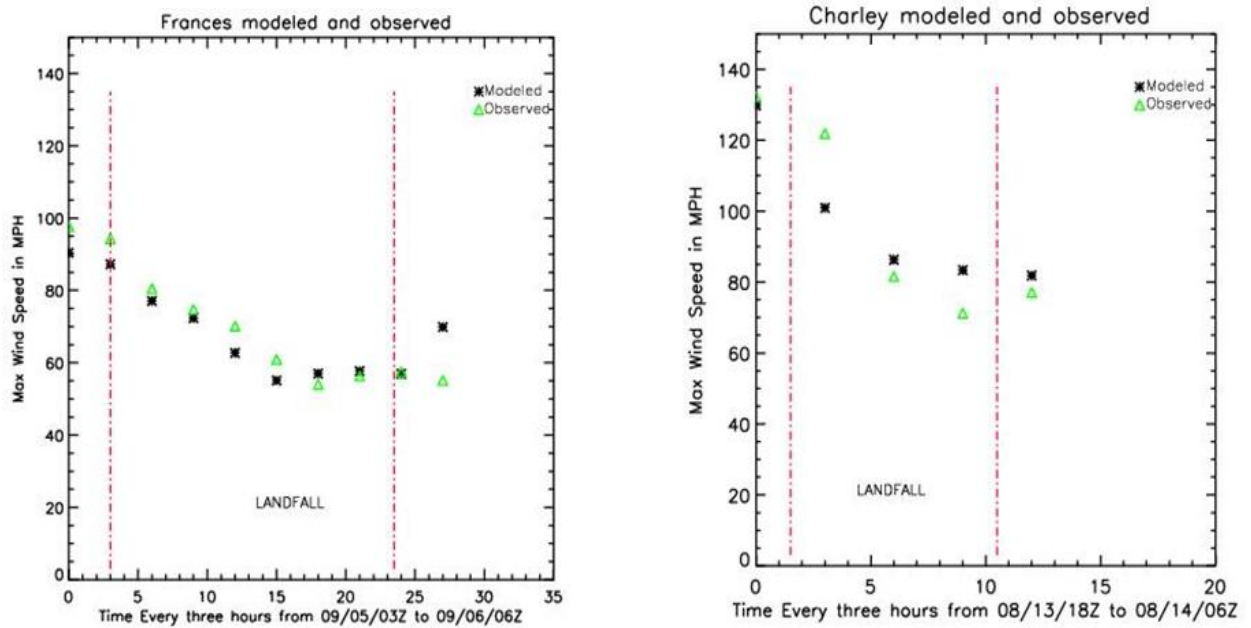 Frances modeled and observed
140
120
100
80
60
40
20
0
Max Wind Speed in MPH
Modeled
Observed
LANDFALL
0 5 10 15 20 25 30 35
Time Every three hours from 09/05/03Z to 09/06/06Z
Charley modeled and observed
140
120
100
80
60
40
20
0
Max Wind Speed in MPH
Modeled
Observed
LANDFALL
0 5 10 15 20
Time Every three hours from 08/13/18Z to 08/14/06Z